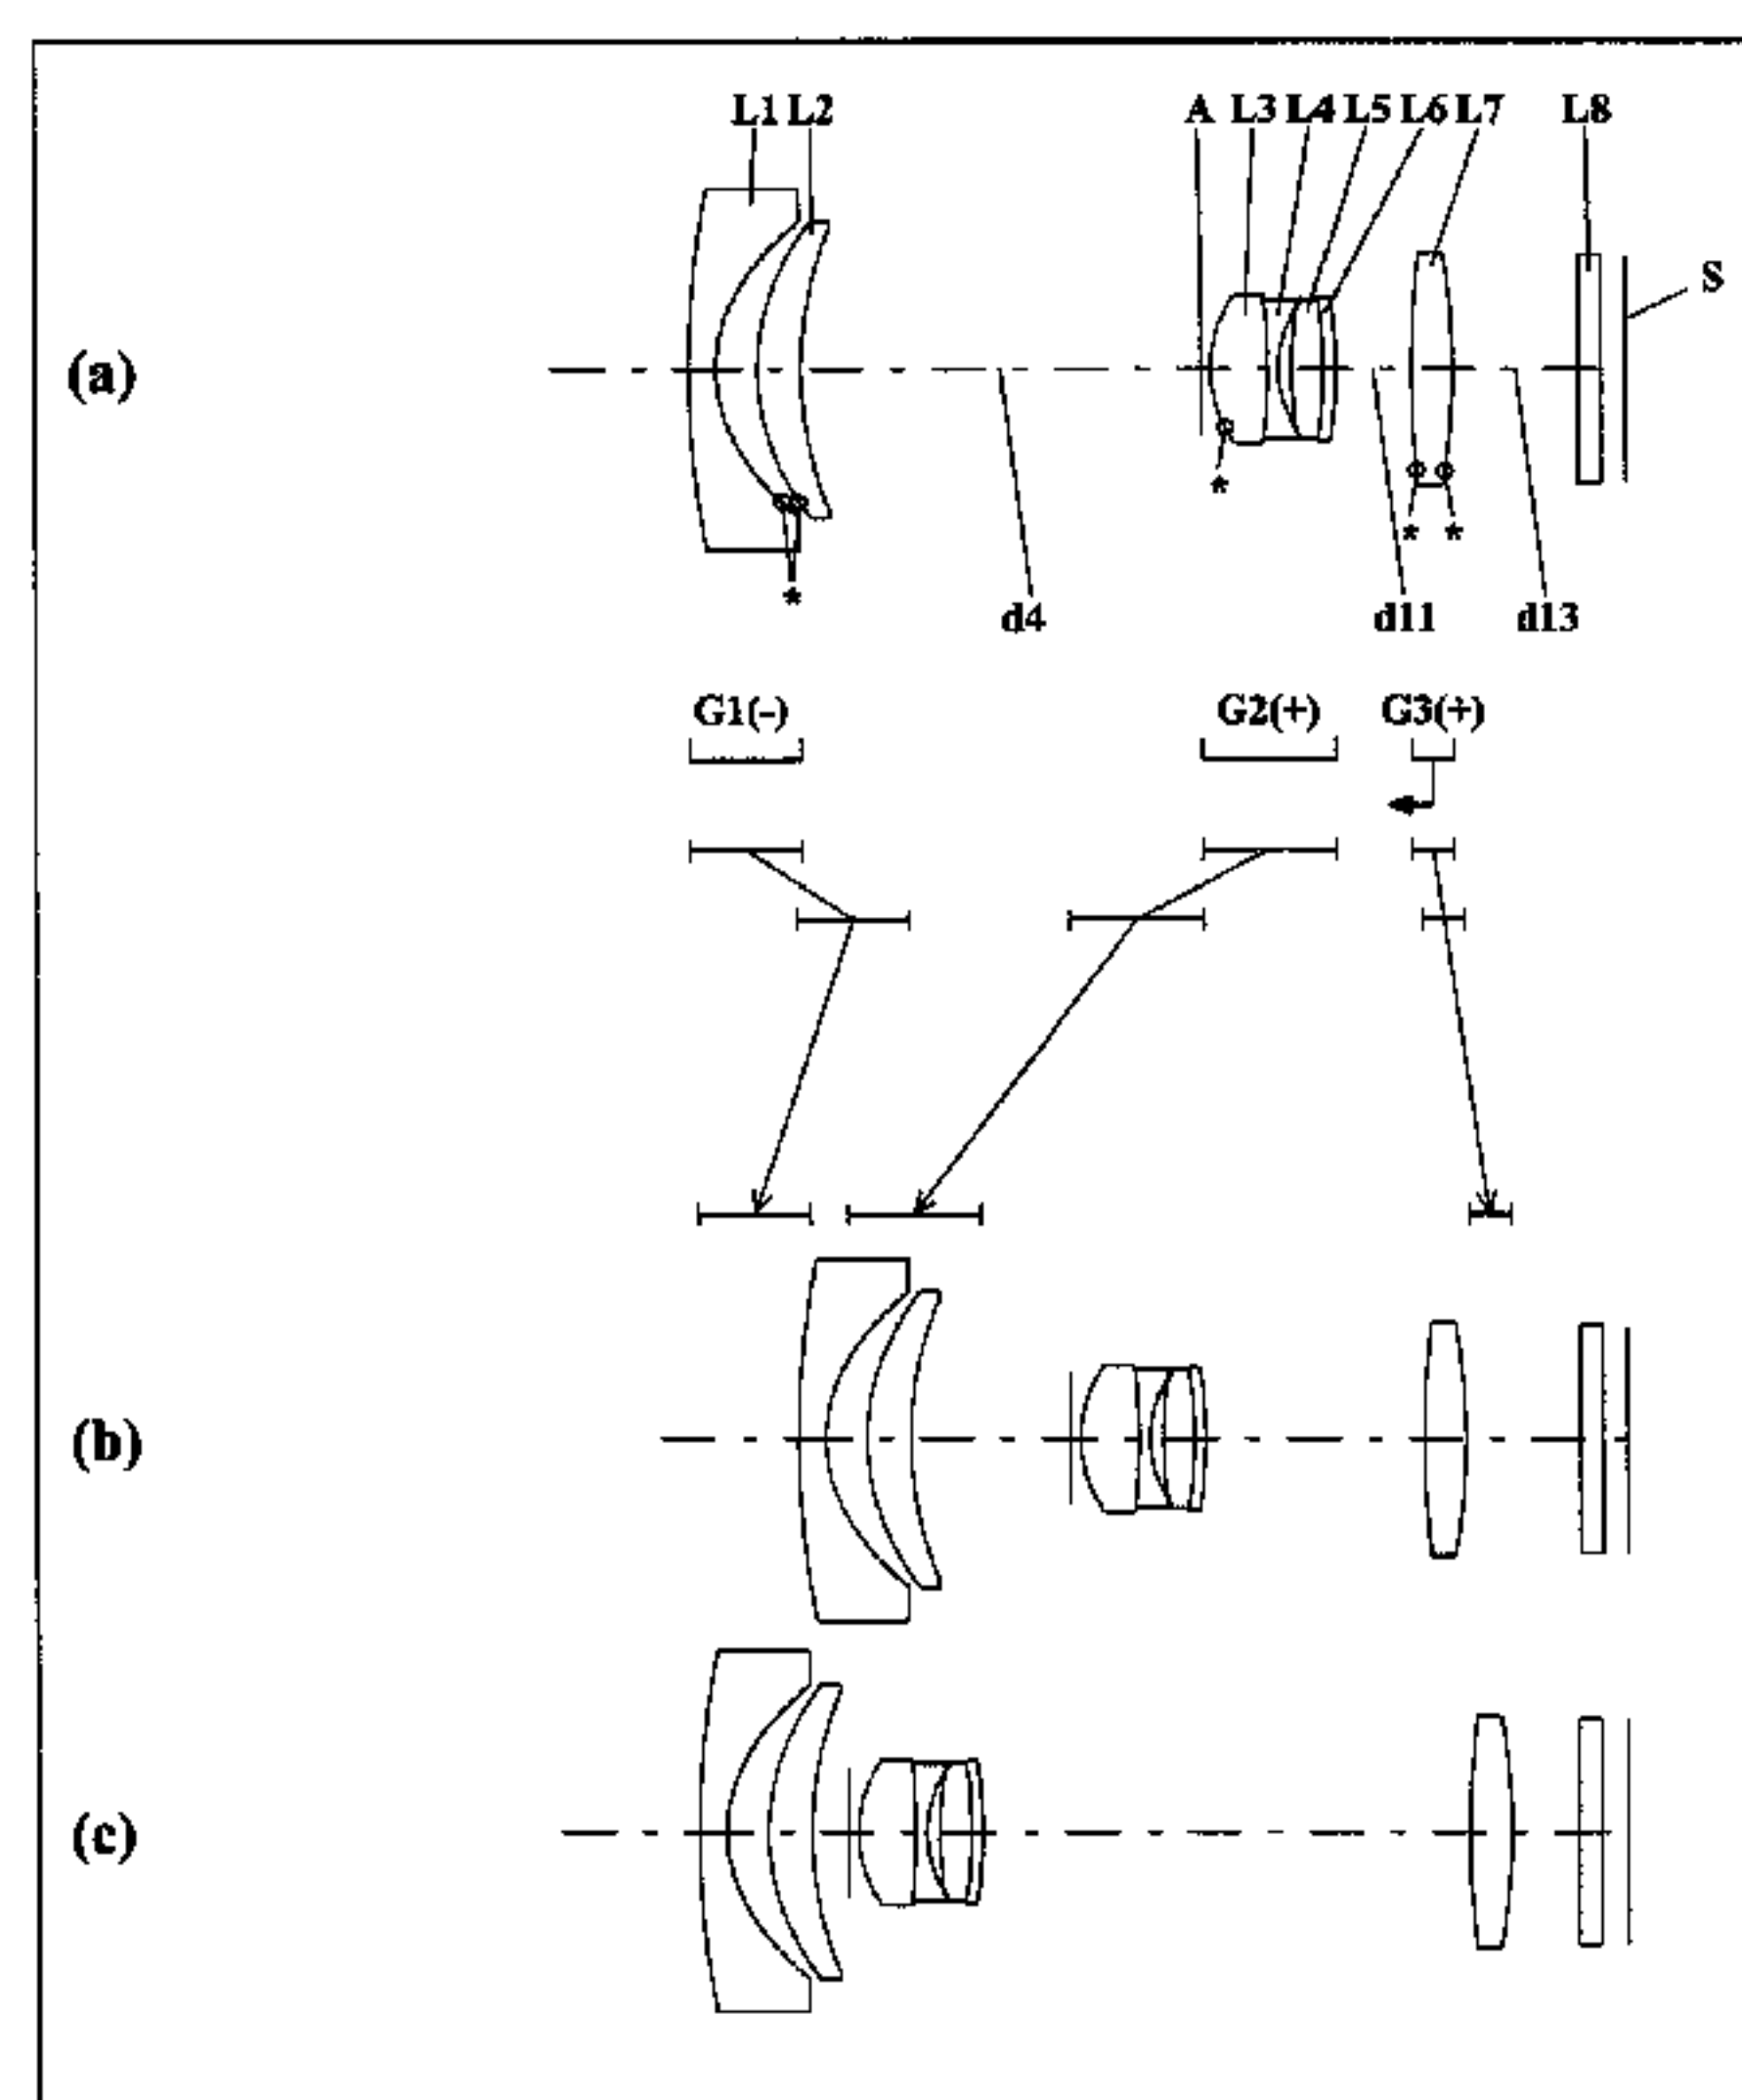 L1 L2 A L3 L4 L5 L6 L7 L8
S
(a)
* 
* *
*
d4 d11 d13
G1(-) G2(+) G3(+)
(b)
(c)